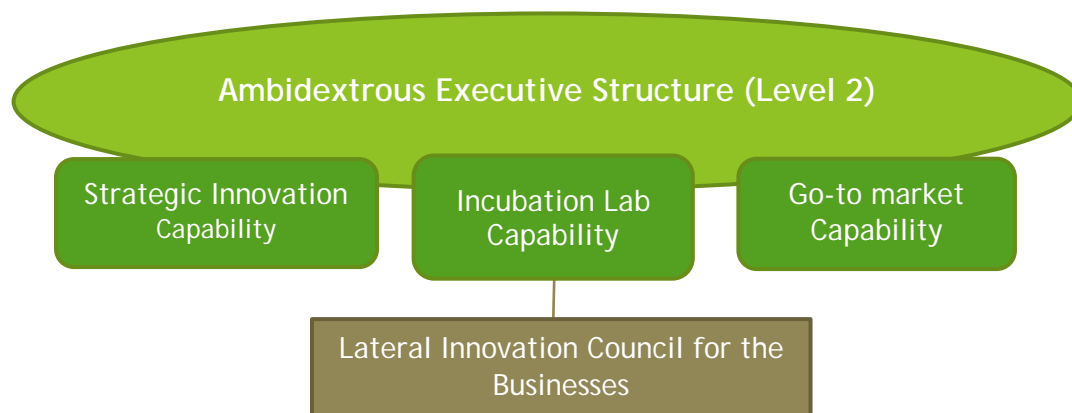 Ambidextrous Executive Structure (Level 2)
Strategic Innovation
Capability
Incubation Lab
Capability
Go-to market
Capability
Lateral Innovation Council for the
Businesses